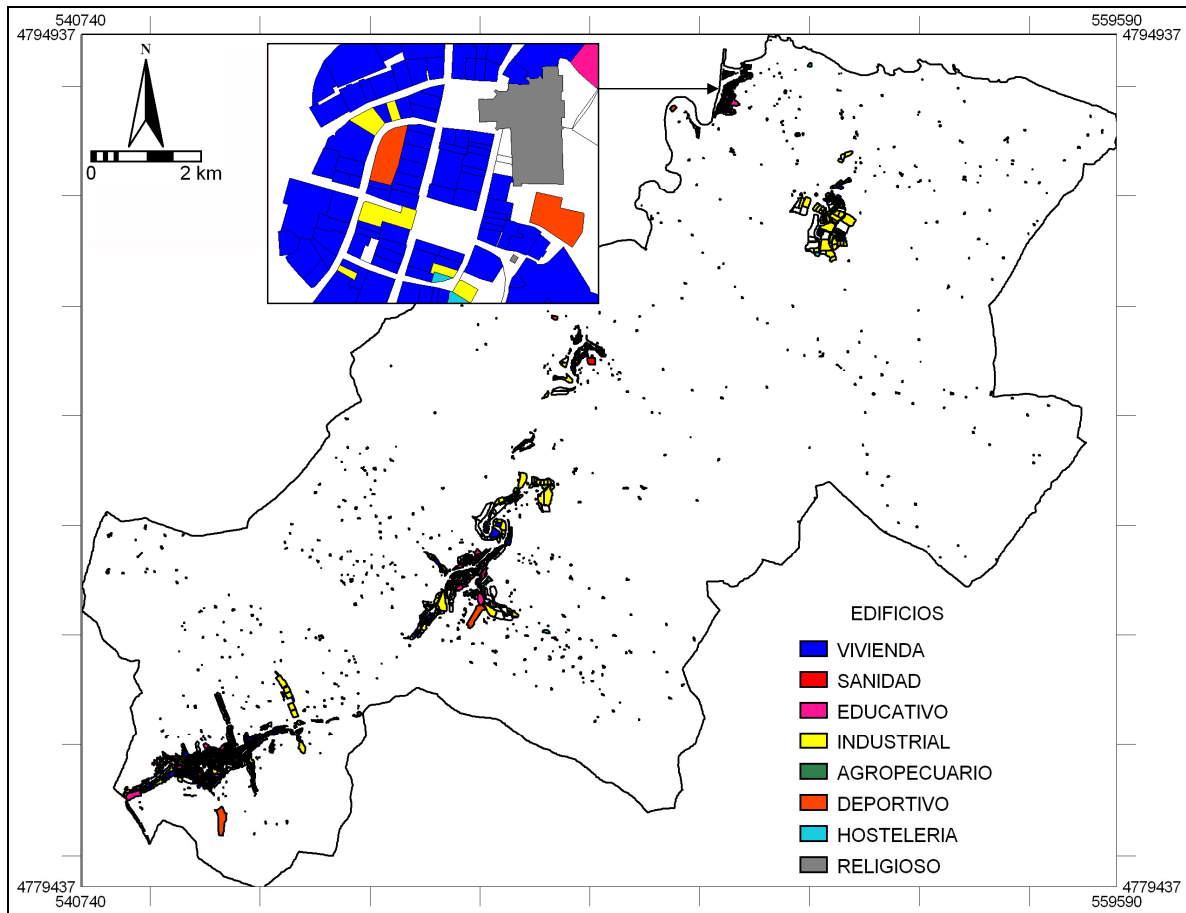 540740
559590
4794937
4794937
N
0
2 km
EDIFICIOS
VIVIENDA
SANIDAD
EDUCATIVO
INDUSTRIAL
AGROPECUARIO
DEPORTIVO
HOSTELERIA
RELIGIOSO
4779437
4779437
540740
559590